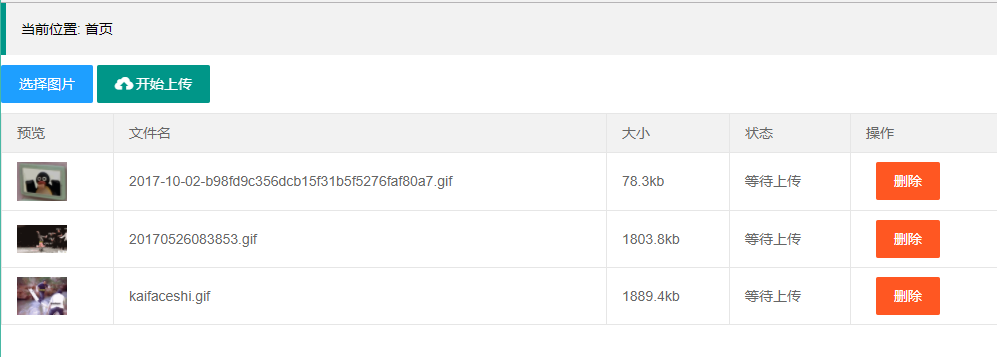 当前位置: 首页
选择图片 开始上传
预览 文件名 大小 状态 操作
2017-10-02-b98fd9c356dcb15f31b5f5276faf80a7.gif 78.3kb 等待上传 删除
20170526083853.gif 1803.8kb 等待上传 删除
kaifaceshi.gif 1889.4kb 等待上传 删除